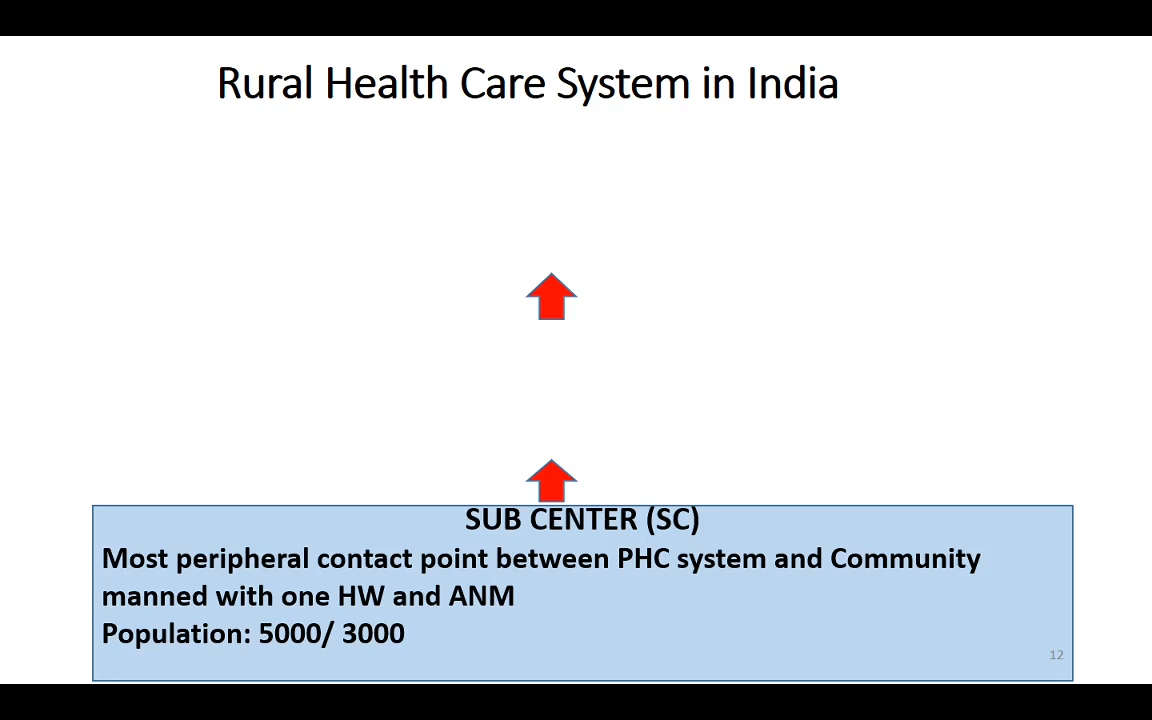 Rural Health Care System in India
SUB CENTER (SC)
Most peripheral contact point between PHC system and Community
manned with one HW and ANM
Population: 5000/ 3000
12